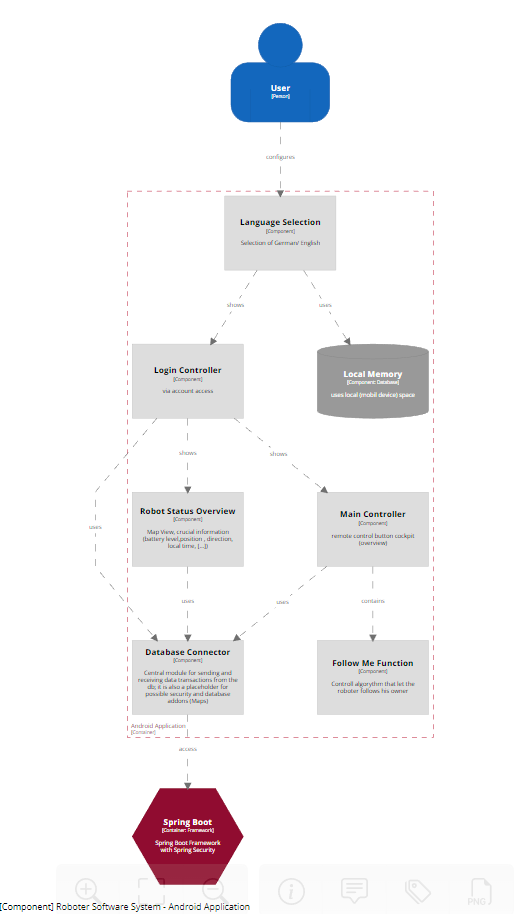 User
[Person]
configures
Language Selection
[Component]
Selection of German/ English
shows
uses
Login Controller
[Component]
via account access
Local Memory
[Component: Database]
uses local (mobil device) space
shows
shows
Robot Status Overview
[Component]
Map View, crucial information
(battery level,position , direction,
local time, [...])
Main Controller
[Component]
remote control button cockpit
(overview)
uses
uses
uses
contains
Database Connector
[Component]
Central module for sending and
receiving data transactions from the
db; it is also a placeholder for
possible security and database
addons (Maps)
Follow Me Function
[Component]
Controll algorythm that let the
roboter follows his owner
Android Application
[Container]
access
Spring Boot
[Container: Framework]
Spring Boot Framework
with Spring Security
PNG
[Component] Roboter Software System - Android Application